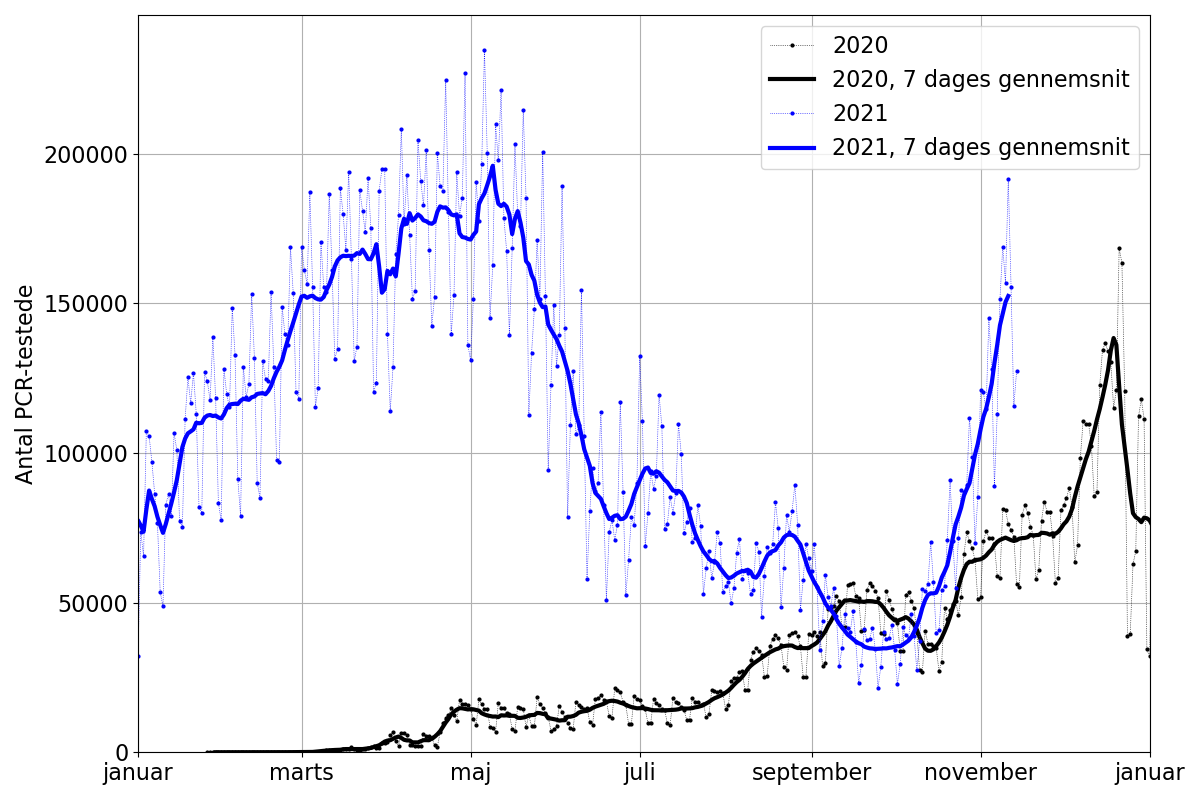 2020
2020, 7 dages gennemsnit
2021
2021, 7 dages gennemsnit
Antal PCR-testede
200000
150000
100000
50000
0
januar marts maj juli september november januar